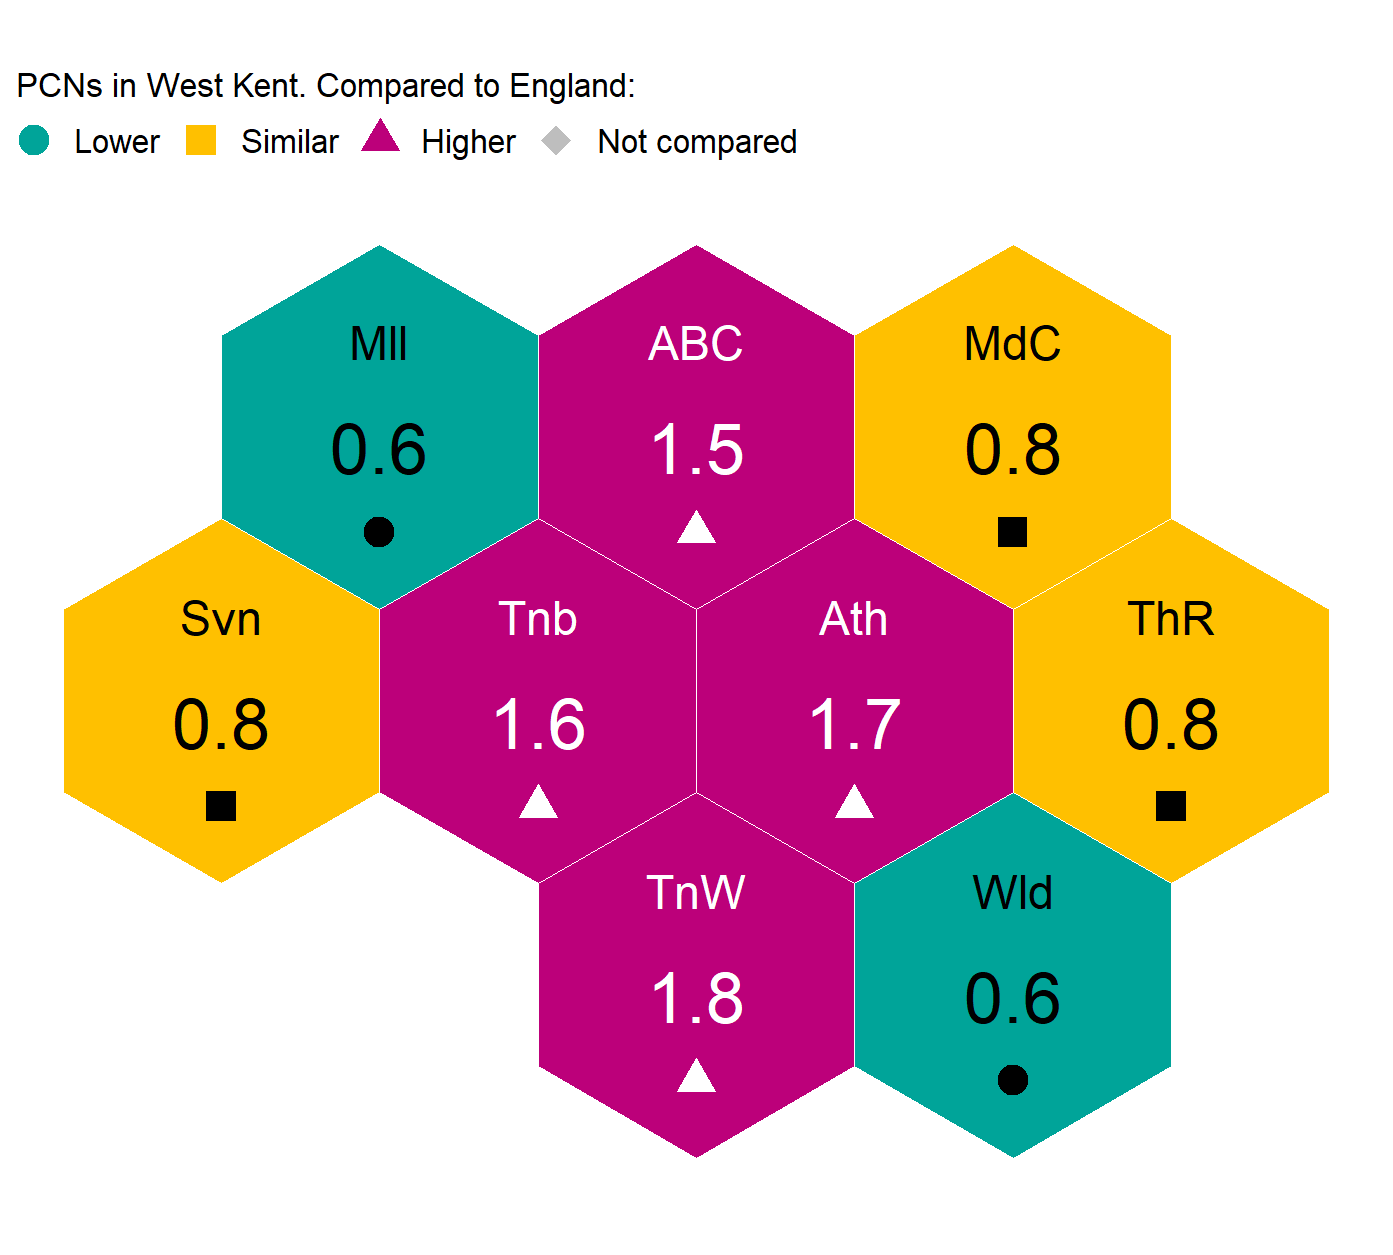 PCNs in West Kent. Compared to England:
Lower Similar Higher Not compared
Mll ABC MdC
0.6 1.5 0.8
Svn Tnb Ath ThR
0.8 1.6 1.7 0.8
TnW Wld
1.8 0.6